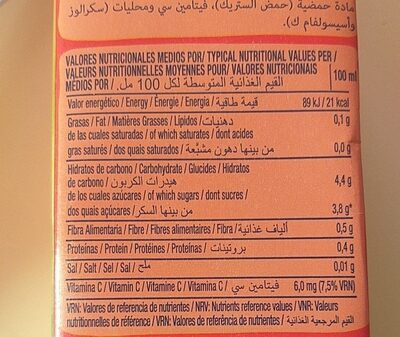 مادة حمضية (حمض الستريك)، فيتامين سي ومحليات (سكرالوز
وأسيسولفام ك).
VALORES NUTRICIONALES MEDIOS POR/ TYPICAL NUTRITIONAL VALUES PER /
VALEURS NUTRITIONNELLES MOYENNES POUR/ VALORES NUTRICIONAIS
MÉDIOS POR / القيم الغذائية المتوسطة لكل 100 مل. 100 ml
Valor energético / Energy / Énergie / Energia / قيمة طاقية 89 kJ / 21 kcal
Grasas / Fat / Matières Grasses / Lípidos / دهنيات 0,1 g
de las cuales saturadas / of which saturates / dont acides
gras saturés / dos quais saturados / من بينها دهون مشبَّعة 0,0 g
Hidratos de carbono / Carbohydrate / Glucides / Hidratos
de carbono / هيدرات الكربون 4,4 g
de los cuales azúcares / of which sugars / dont sucres /
dos quais açúcares / من بينها السكر 3,8 g*
Fibra Alimentaria / Fibre / Fibres alimentaires / Fibra / ألياف غذائية 0,5 g
Proteínas / Protein / Protéines / Proteínas / بروتينات 0,4 g
Sal / Salt / Sel / Sal / ملح 0,01 g
Vitamina C / Vitamin C / Vitamine C / Vitamina C / فيتامين سي 6,0 mg (7,5% VRN)
VRN: Valores de referencia de nutrientes / NRV: Nutrients reference values / VNR: Valeurs
nutritionnelles de référence / VRN: Valores de referência de nutrientes / القيم المرجعية الغذائية